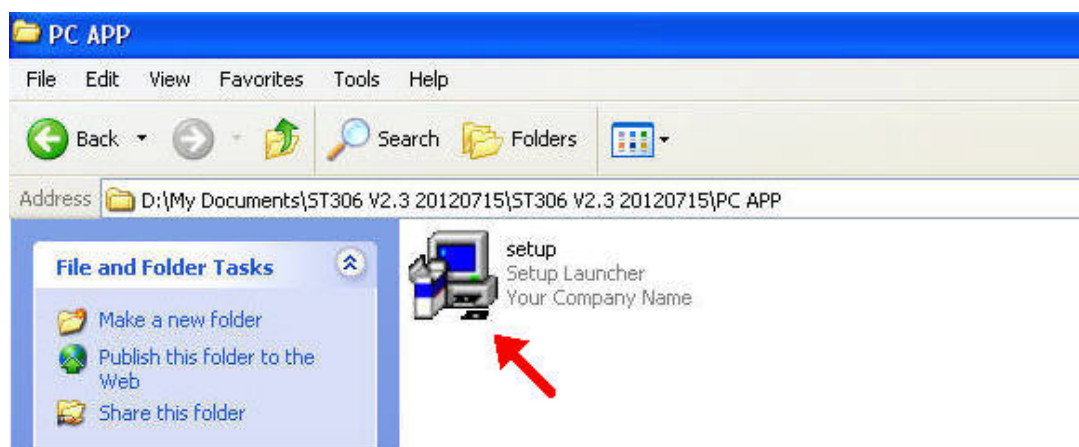 PC APP
File Edit View Favorites Tools Help
Back Search Folders
Address D:\My Documents\ST306 V2.3 20120715\ST306 V2.3 20120715\PC APP
File and Folder Tasks
Make a new folder
Publish this folder to the
Web
Share this folder
setup
Setup Launcher
Your Company Name